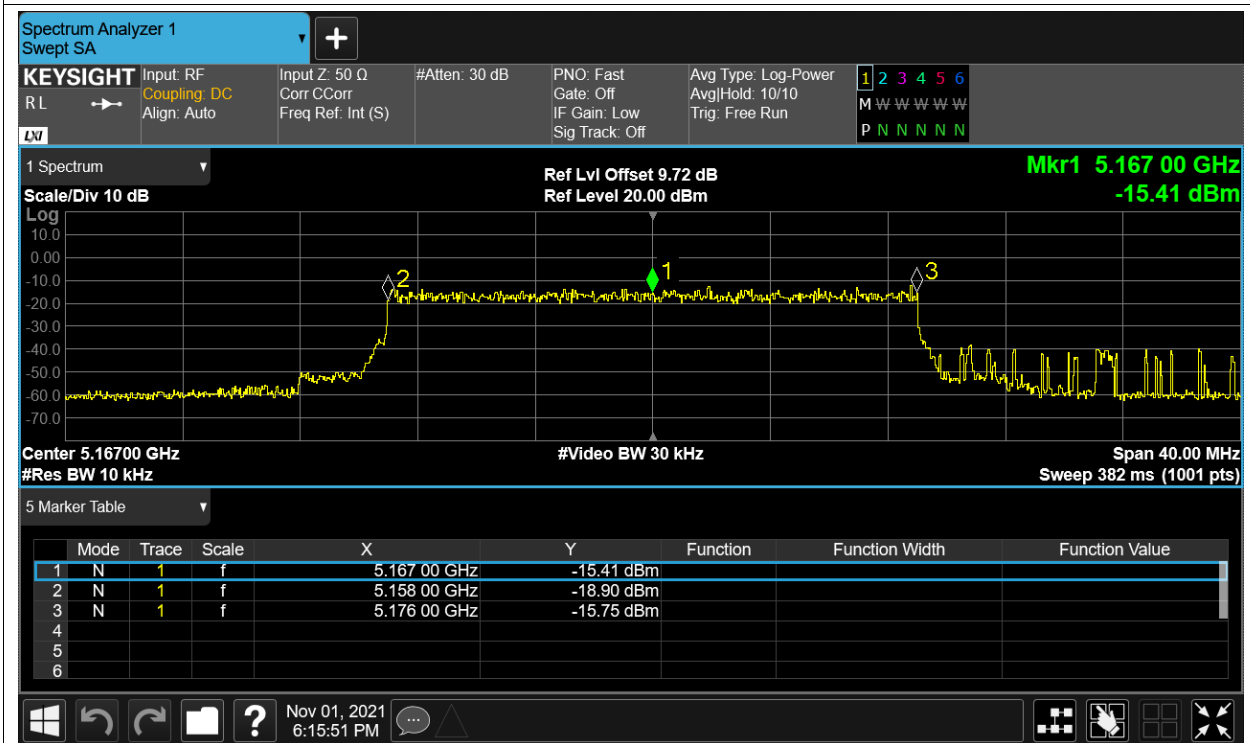 Spectrum Analyzer 1
Swept SA
KEYSIGHT Input: RF Input Z: 50 Ω #Atten: 30 dB PNO: Fast Avg Type: Log-Power 1 2 3 4 5 6
RL Coupling: DC Corr CCorr Gate: Off Avg|Hold: 10/10 M W W W W W
Align: Auto Freq Ref: Int (S) IF Gain: Low Trig: Free Run
LXI Sig Track: Off P N N N N N
1 Spectrum Ref Lvl Offset 9.72 dB Mkr1 5.167 00 GHz
Scale/Div 10 dB Ref Level 20.00 dBm -15.41 dBm
Log
10.0
0.00
-10.0 2 1 3
-20.0
-30.0
-40.0
-50.0
-60.0
-70.0
Center 5.16700 GHz #Video BW 30 kHz Span 40.00 MHz
#Res BW 10 kHz Sweep 382 ms (1001 pts)
5 Marker Table
Mode Trace Scale X Y Function Function Width Function Value
1 N 1 f 5.167 00 GHz -15.41 dBm
2 N 1 f 5.158 00 GHz -18.90 dBm
3 N 1 f 5.176 00 GHz -15.75 dBm
4
5
6
? Nov 01, 2021
6:15:51 PM